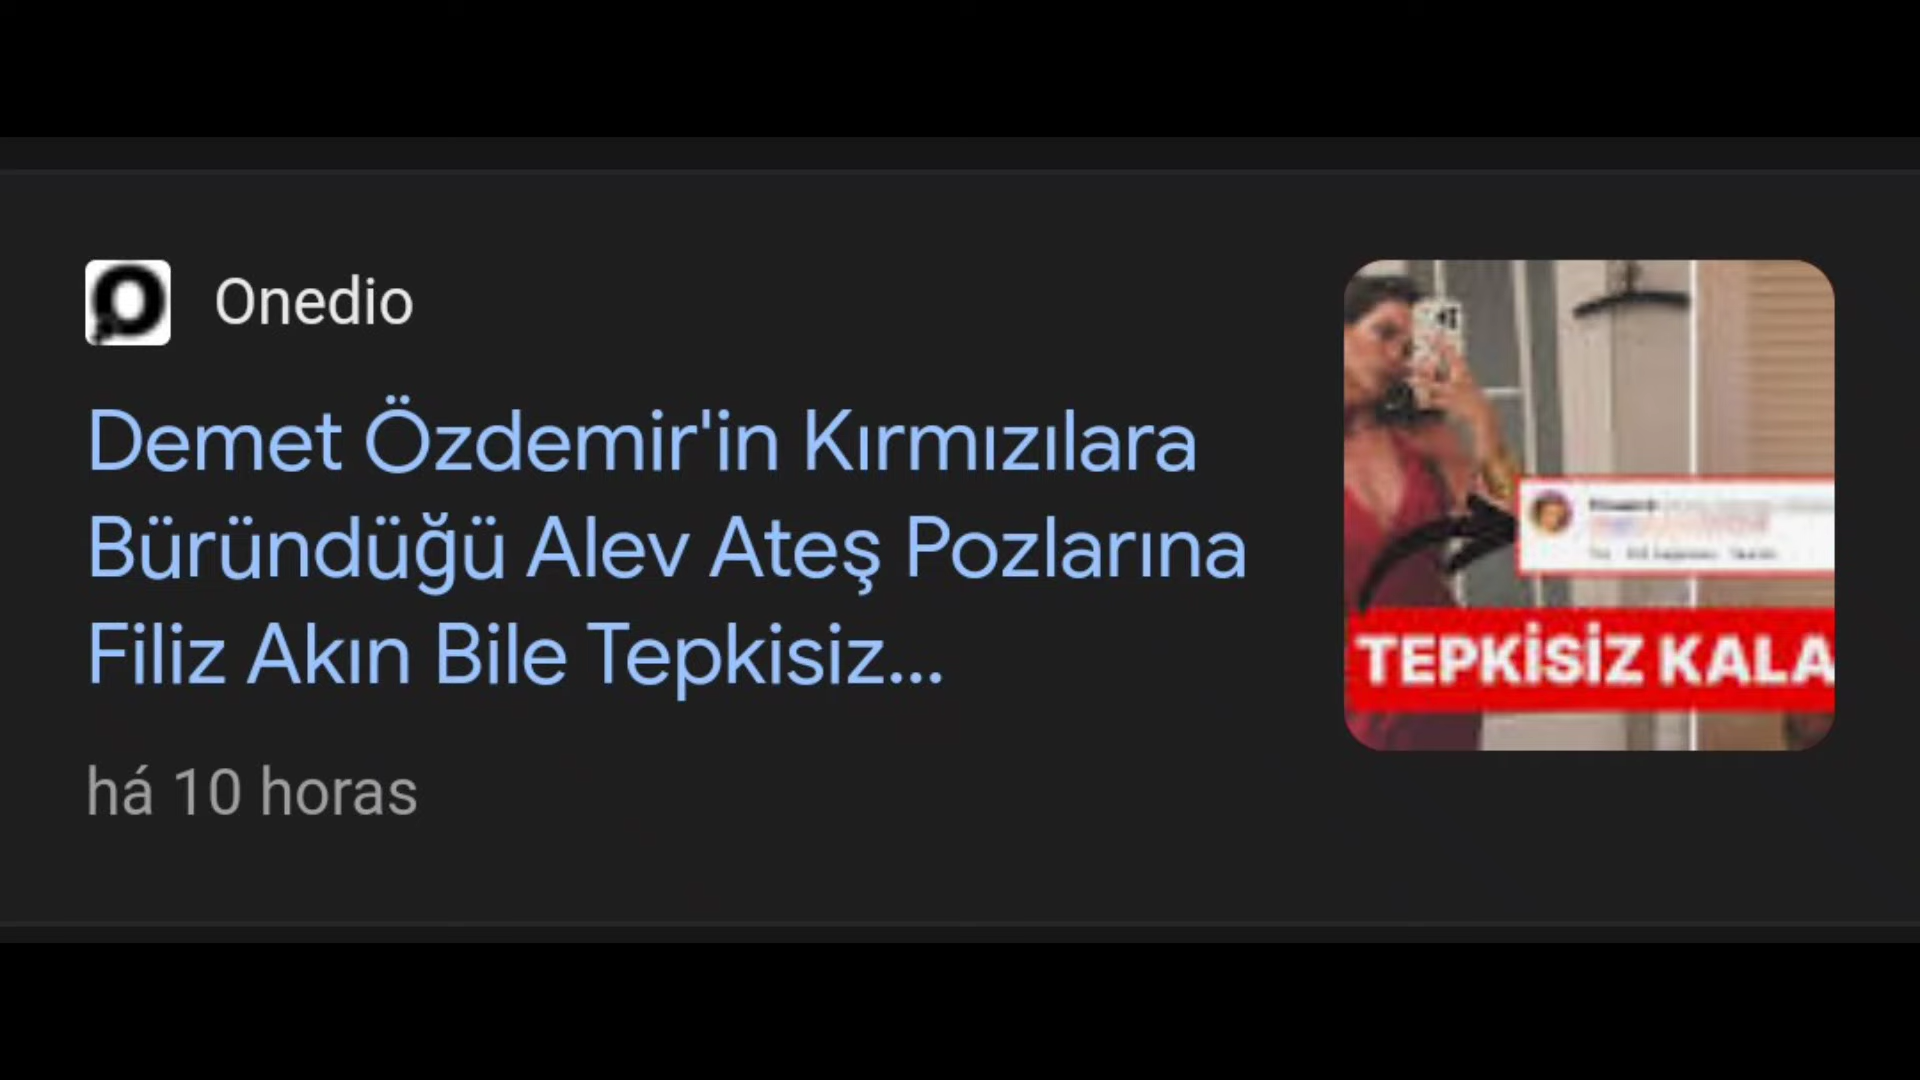 Onedio
Demet Özdemir'in Kırmızılara
Büründüğü Alev Ateş Pozlarına
Filiz Akın Bile Tepkisiz...
há 10 horas
TEPKİSİZ KALA